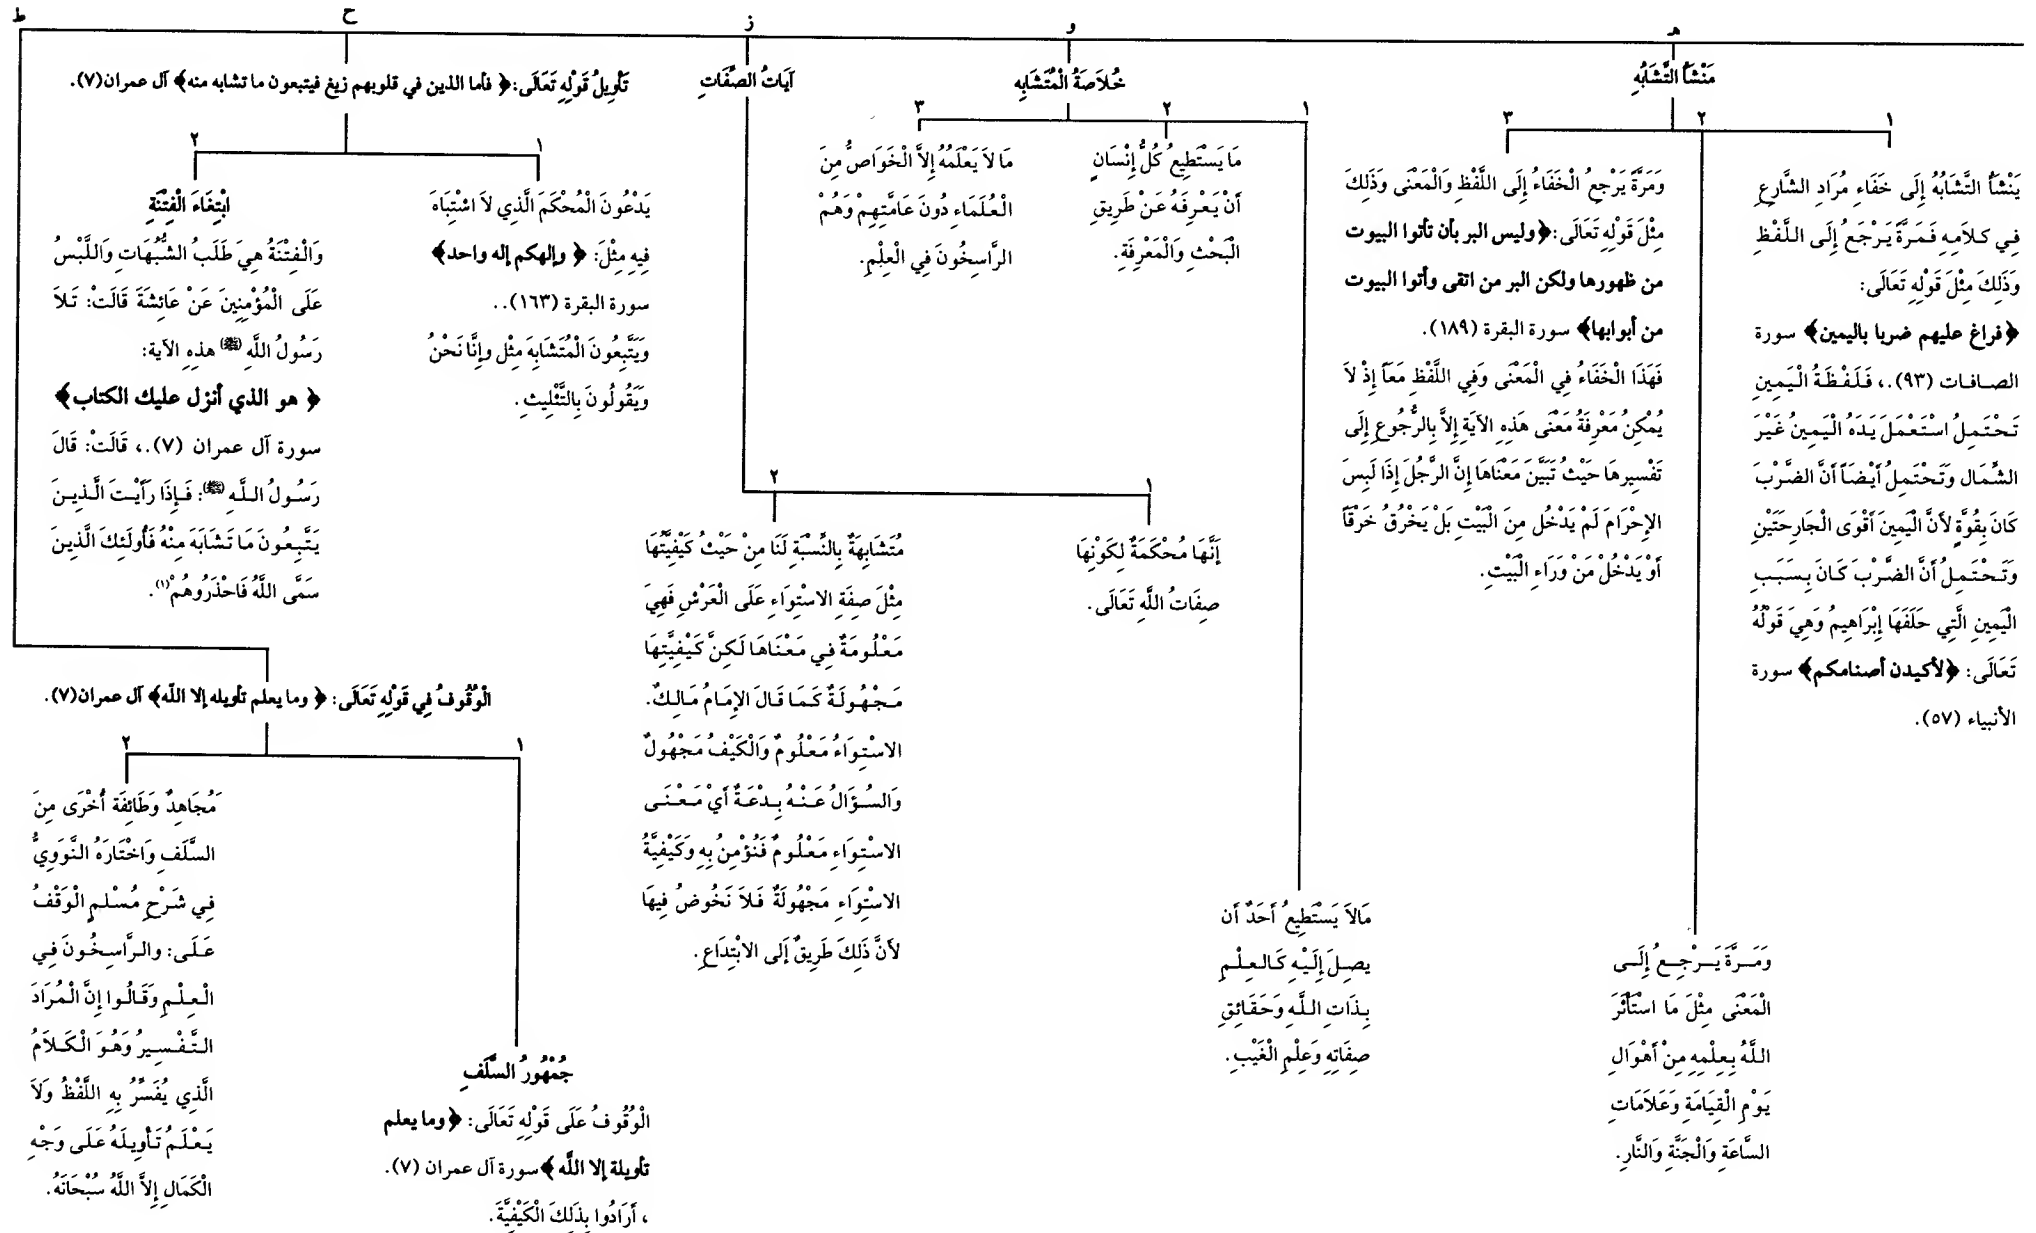 هـ
مَنْشَأُ التَّشَابُهِ
١
يَنْشَأُ التَّشَابُهُ إِلَى خَفَاءِ مُرَادِ الشَّارِعِ
فِي كَلاَمِهِ فَمَرَّةً يَرْجَعُ إِلَى اللَّفْظِ
وَذَلِكَ مِثْلَ قَوْلِهِ تَعَالَى:
﴿فراغ عليهم ضربا باليمين﴾ سورة
الصافات (٩٣).، فَلَفْظَةُ الْيَمِينِ
تَحْتَمِلُ اسْتَعْمَلَ يَدَهُ الْيَمِينُ غَيْرَ
الشِّمَال وَتَحْتَمِلُ أَيْضَاً أَنَّ الضَّرْبَ
كَانَ بِقُوَّةٍ لأَنَّ الْيَمِينَ أَقْوَى الْجَارِحَتَيْنِ
وَتَحْتَمِلُ أَنَّ الضَّرْبَ كَانَ بِسَبَبِ
الْيَمِينِ الَّتِي حَلَفَهَا إِبْرَاهِيمُ وَهِيَ قَوْلُهُ
تَعَالَى: ﴿لأكيدن أصنامكم﴾ سورة
الأنبياء (٥٧).
٢
وَمَرَّةً يَرْجِعُ إِلَى
الْمَعْنَى مِثْلَ مَا اسْتَأْثَرَ
اللَّهُ بِعِلْمِهِ مِنْ أَهْوَالِ
يَوْمِ الْقِيَامَةِ وَعَلاَمَاتِ
السَّاعَةِ وَالْجَنَّةِ وَالنَّارِ.
٣
وَمَرَّةً يَرْجِعُ الْخَفَاءُ إِلَى اللَّفْظِ وَالْمَعْنَى وَذَلِكَ
مِثْلَ قَوْلِهِ تَعَالَى:﴿وليس البر بأن تأتوا البيوت
من ظهورها ولكن البر من اتقى وأتوا البيوت
من أبوابها﴾ سورة البقرة (١٨٩).
فَهَذَا الْخَفَاءُ فِي الْمَعْنَى وَفِي اللَّفْظِ مَعَاً إِذْ لاَ
يُمْكِنُ مَعْرِفَةُ مَعْنَى هَذِهِ الآيَةِ إِلاَّ بِالرُّجُوعِ إِلَى
تَفْسِيرِهَا حَيْثُ تَبَيَّنَ مَعْنَاهَا إِنَّ الرَّجُلَ إِذَا لَبِسَ
الإِحْرَامَ لَمْ يَدْخُل مِنَ الْبَيْتِ بَلْ يَخْرُقُ خَرْقَاً
أَوْ يَدْخُلْ مَنْ وَرَاءِ الْبَيْتِ.
و
خُلاَصَةُ الْمُتَشَابِهِ
١
مَالاَ يَسْتَطِيعُ أَحَدٌ أَن
يصِلَ إِلَيْهِ كَالعِلْمِ
بِذَاتِ اللَّهِ وَحَقَائِقِ
صِفَاتِهِ وَعِلْمِ الْغَيْبِ.
٢
مَا يَسْتَطِيعُ كُلُّ إِنْسَانٍ
أَنْ يَعْرِفَهُ عَنْ طَرِيقِ
الْبَحْثِ وَالْمَعْرِفَةِ.
٣
مَا لاَ يَعْلَمُهُ إِلاَّ الْخَوَاصُّ مِنَ
الْعُلَمَاءِ دُونَ عَامَّتِهِمْ وَهُمْ
الرَّاسِخُونَ فِي الْعِلْمِ.
ز
آيَاتُ الصِّفَاتِ
١
إَنَّهَا مُحْكَمَةٌ لِكَوْنِهَا
صِفَاتُ اللَّهِ تَعَالَى.
٢
مُتَشَابِهَةٌ بِالنِّسْبَةِ لَنَا مِنْ حَيْثُ كَيْفِيَّتُهَا
مِثْلَ صِفَةِ الاسْتِوَاءِ عَلَى الْعَرْشِ فَهِيَ
مَعْلُومَةٌ فِي مَعْنَاهَا لَكِنَّ كَيْفِيَّتِهَا
مَجْهُولَةٌ كَمَا قَالَ الإِمَامُ مَالِكٌ.
الاسْتِوَاءُ مَعْلُومٌ وَالْكَيْفُ مَجْهُولٌ
وَالسُؤَالُ عَنْهُ بِدْعَةٌ أَيْ مَعْنَى
الاسْتِوَاءِ مَعْلُومٌ فَنُؤْمِنُ بِهِ وَكَيْفِيَّةُ
الاسْتِوَاءِ مَجْهُولَةٌ فَلاَ نَخُوضُ فِيهَا
لأَنَّ ذَلِكَ طَرِيقٌ إَلى الابْتِدَاعِ.
ح
تَأْوِيلُ قَوْلِهِ تَعَالَى:﴿ فأما الذين في قلوبهم زيغ فيتبعون ما تشابه منه﴾ آل عمران(٧).
١
يَدْعُونَ الْمُحْكَمَ الَّذِي لاَ اشْتِبَاهَ
فِيهِ مِثْلَ: ﴿ وإلهكم إله واحد﴾
سورة البقرة (١٦٣)..
وَيَتَّبِعُونَ الْمُتَشَابِهَ مِثْل وإِنَّا نَحْنُ
وَيَقُولُونَ بِالتَّثْلِيثِ.
٢
ابْتِغَاءَ الْفِتْنَةِ
وَالْفِتْنَةُ هِيَ طَلَبُ الشُّبُهَاتِ وَاللَّبْسُ
عَلَى الْمُؤْمِنِينَ عَنْ عَائِشَةَ قَالَتْ: تَلاَ
رَسُولُ اللَّهِ (ﷺ) هذِهِ الآية:
﴿ هو الذي أنزل عليك الكتاب﴾
سورة آل عمران (٧).، قَالَتْ: قَالَ
رَسُولُ اللَّهِ (ﷺ): فَإِذَا رَأَيْتَ الَّذِينَ
يَتَّبِعُونَ مَا تَشَابَهَ مِنْهُ فَأُولَئِكَ الَّذِينَ
سَمَّى اللَّهُ فَاحْذَرُوهُمْ(١).
ط
الْوُقُوفُ فِي قَوْلِهِ تَعَالَى: ﴿ وما يعلم تأويله إلا اللّه﴾ آل عمران(٧).
١
جُمْهُورُ السَّلَفِ
الْوُقُوفُ عَلَى قَوْلِهِ تَعَالَى: ﴿وما يعلم
تأويلة إلا اللَّه ﴾سورة آل عمران (٧).
، أَرَادُوا بِذَلِكَ الْكَيْفِيَّةَ.
٢
مُجَاهِدٌ وَطَائِفَة أُخْرَى مِنَ
السَّلَفِ وَاخْتَارَهُ النَّوَوِيُّ
فِي شَرْحِ مُسْلم الْوَقْفُ
عَلَى: والرَّاسِخُونَ فِي
الْعِلْمِ وَقَالُوا إِنَّ الْمُرَادَ
التَّفْسِيرُ وَهُوَ الْكَلاَمُ
الَّذِي يُفَسَّرُ بِهِ اللَّفْظُ وَلاَ
يَعْلَمُ تَأْوِيلَهُ عَلَى وَجْهِ
الْكَمَالِ إِلاَّ اللَّهُ سُبْحَانَهُ.